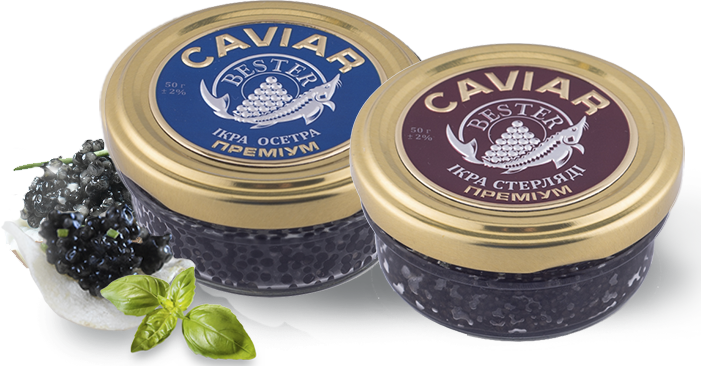 CAVIAR
BESTER
50 г
± 2%
ІКРА ОСЕТРА
ПРЕМІУМ
CAVIAR
BESTER
50 г
± 2%
ІКРА СТЕРЛЯДІ
ПРЕМІУМ